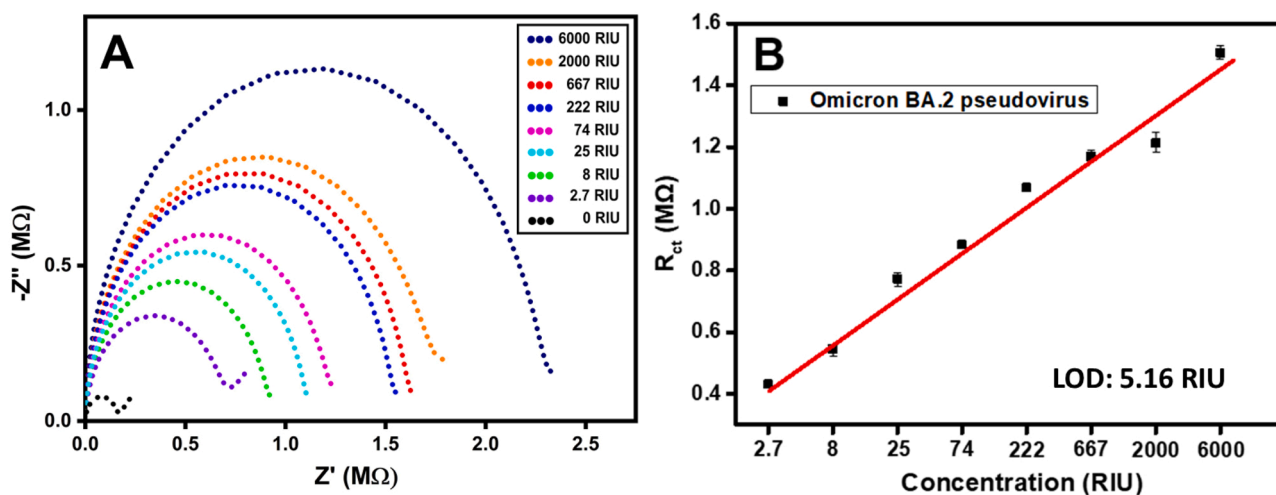 A
6000 RIU
2000 RIU
667 RIU
222 RIU
74 RIU
25 RIU
8 RIU
2.7 RIU
0 RIU
-Z'' (MΩ)
1.0
0.5
0.0
0.0 0.5 1.0 1.5 2.0 2.5
Z' (MΩ)
B
Omicron BA.2 pseudovirus
LOD: 5.16 RIU
R_ct (MΩ)
1.6
1.4
1.2
1.0
0.8
0.6
0.4
2.7 8 25 74 222 667 2000 6000
Concentration (RIU)